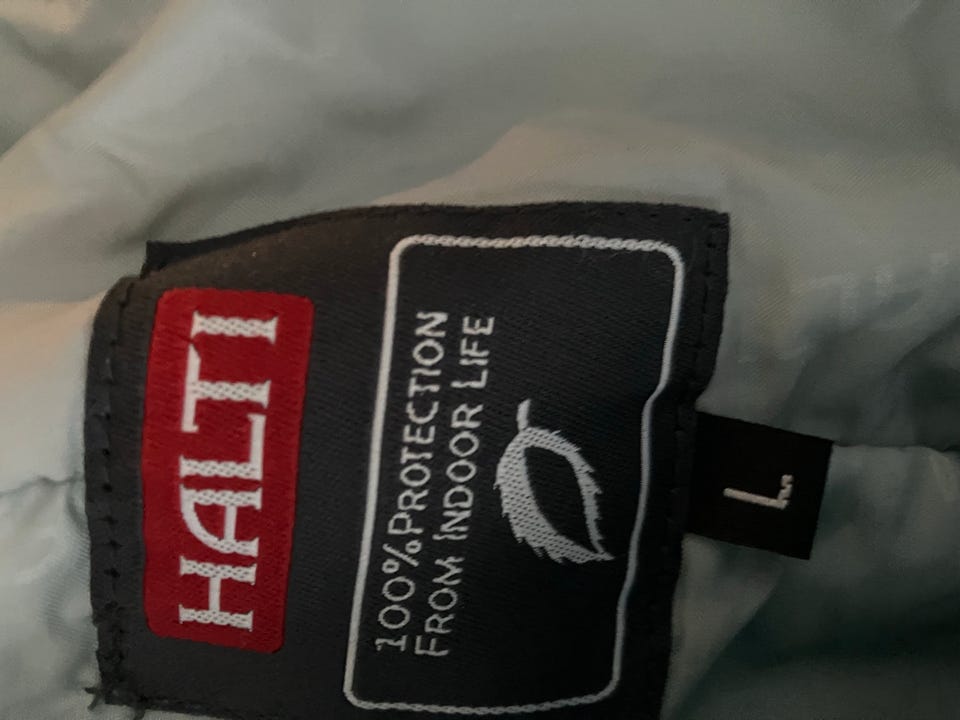 HALTI
100% PROTECTION
FROM INDOOR LIFE
L